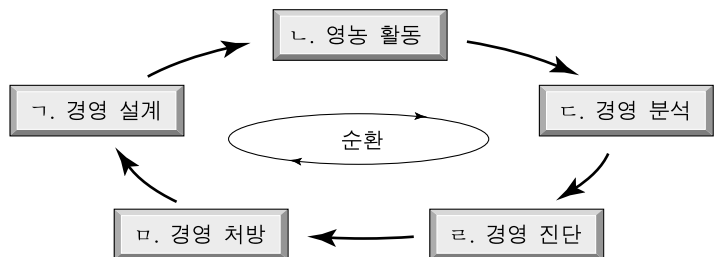 ㄴ. 영농 활동
ㄱ. 경영 설계
ㄷ. 경영 분석
순환
ㅁ. 경영 처방
ㄹ. 경영 진단